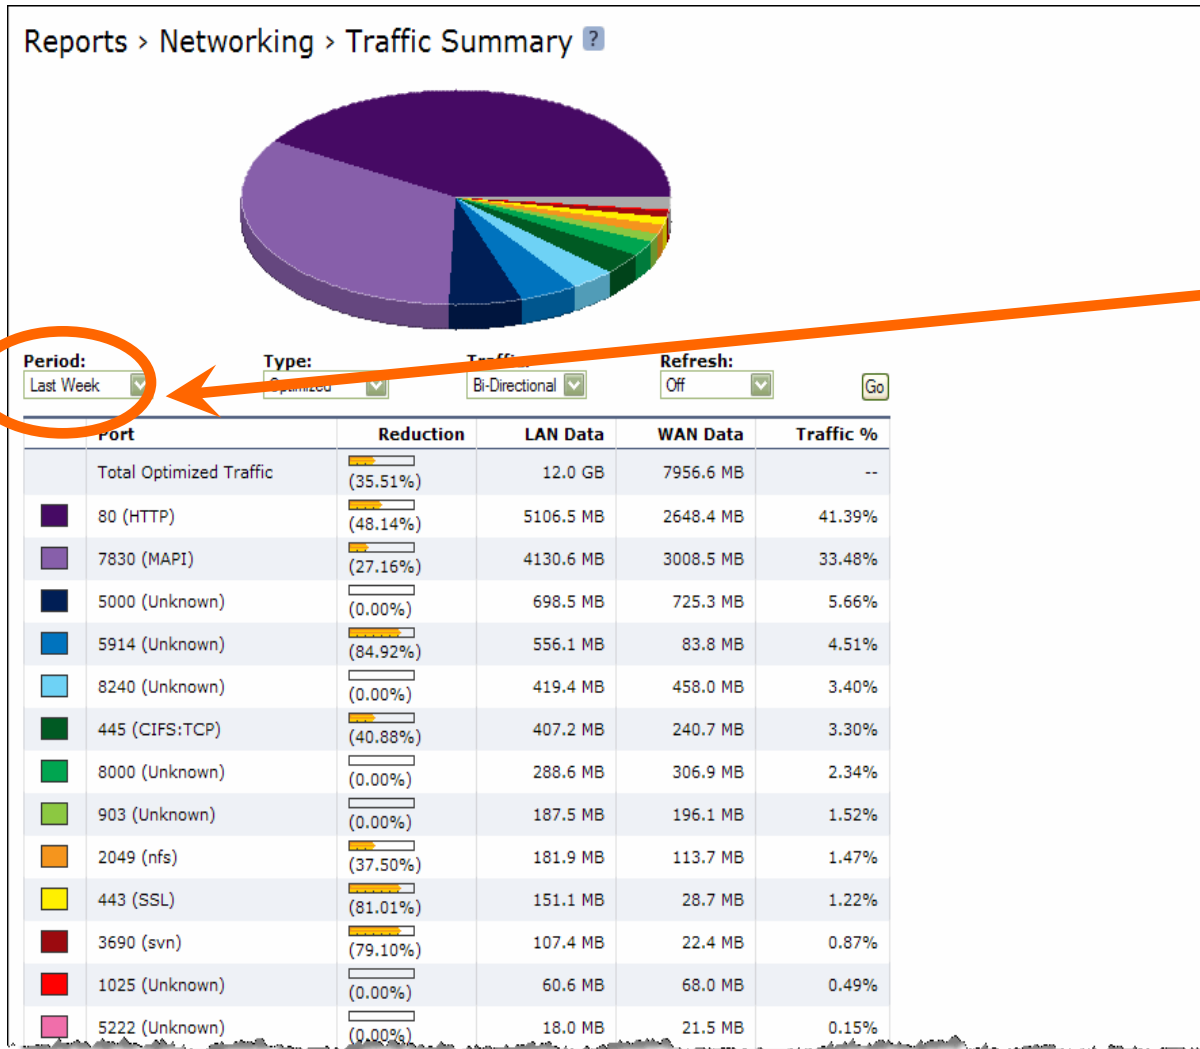 Reports > Networking > Traffic Summary ?
Period: Type: Refresh:
Last Week Optimized Bi-Directional Off Go
Port Reduction LAN Data WAN Data Traffic %
Total Optimized Traffic (35.51%) 12.0 GB 7956.6 MB --
80 (HTTP) (48.14%) 5106.5 MB 2648.4 MB 41.39%
7830 (MAPI) (27.16%) 4130.6 MB 3008.5 MB 33.48%
5000 (Unknown) (0.00%) 698.5 MB 725.3 MB 5.66%
5914 (Unknown) (84.92%) 556.1 MB 83.8 MB 4.51%
8240 (Unknown) (0.00%) 419.4 MB 458.0 MB 3.40%
445 (CIFS:TCP) (40.88%) 407.2 MB 240.7 MB 3.30%
8000 (Unknown) (0.00%) 288.6 MB 306.9 MB 2.34%
903 (Unknown) (0.00%) 187.5 MB 196.1 MB 1.52%
2049 (nfs) (37.50%) 181.9 MB 113.7 MB 1.47%
443 (SSL) (81.01%) 151.1 MB 28.7 MB 1.22%
3690 (svn) (79.10%) 107.4 MB 22.4 MB 0.87%
1025 (Unknown) (0.00%) 60.6 MB 68.0 MB 0.49%
5222 (Unknown) (0.00%) 18.0 MB 21.5 MB 0.15%